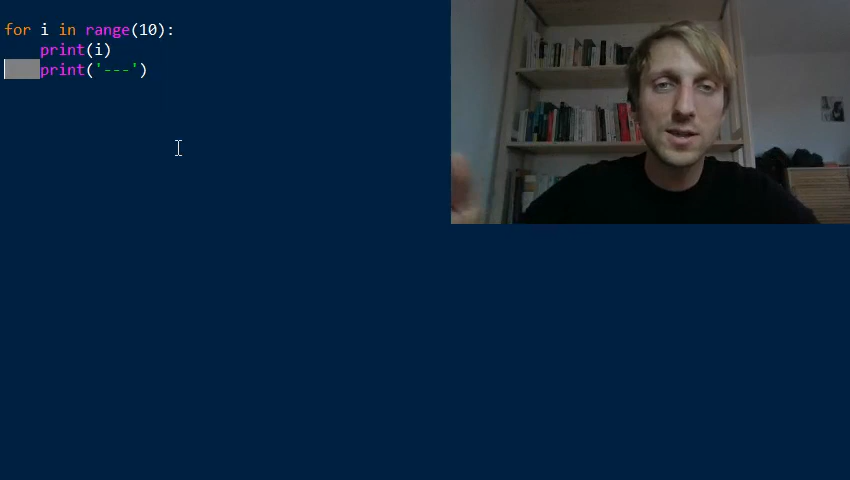 for i in range(10):
    print(i)
    print('---')